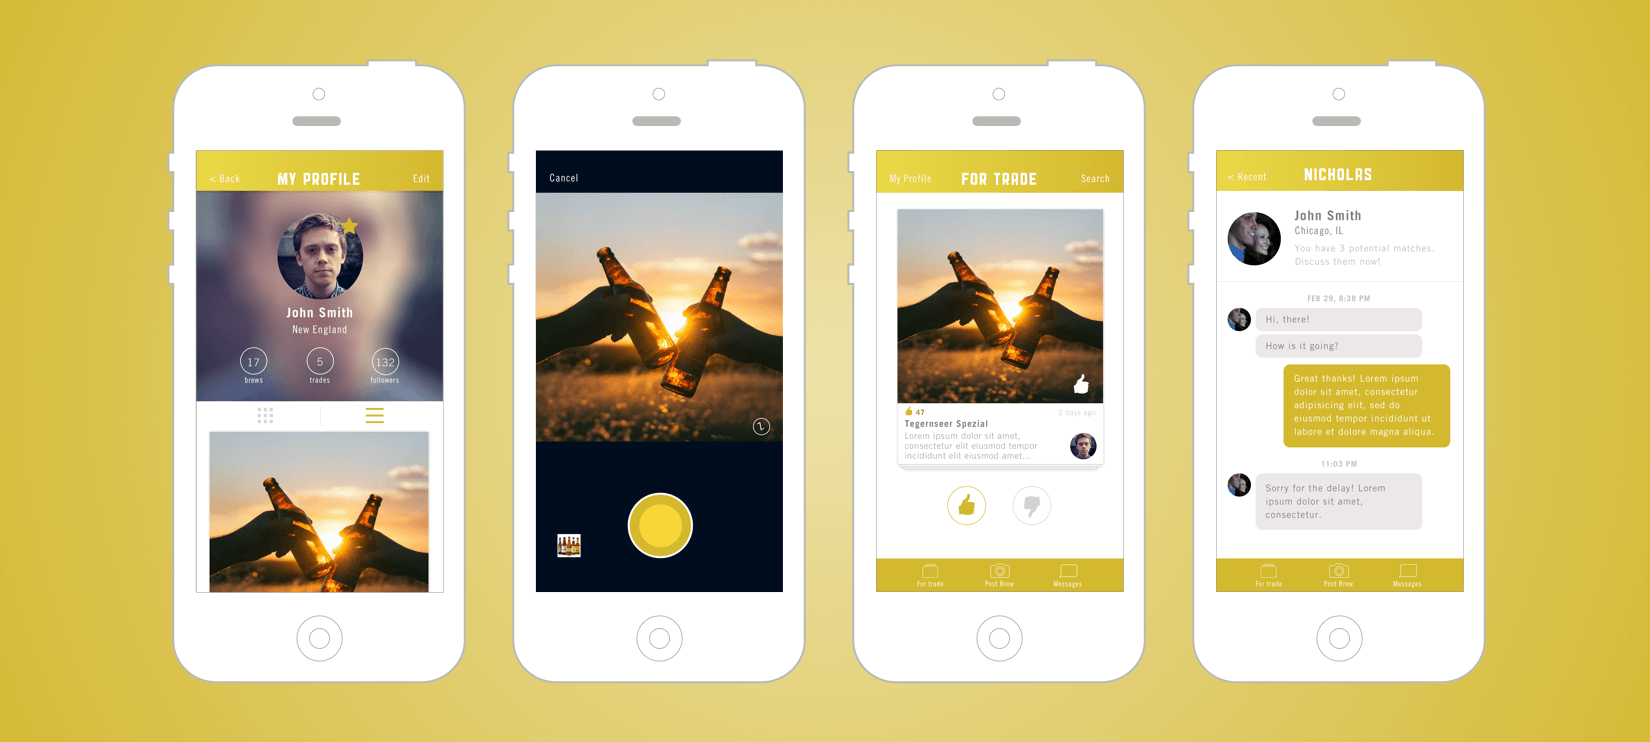 < Back
MY PROFILE
Edit
John Smith
New England
17
5
132
brews
trades
followers
Cancel
My Profile
FOR TRADE
Search
47
2 days ago
Tegernseer Spezial
Lorem ipsum dolor sit amet,
consectetur elit eiusmod tempor
incididunt elit eiusmod amet...
For trade
Post Brew
Messages
< Recent
NICHOLAS
John Smith
Chicago, IL
You have 3 potential matches.
Discuss them now!
FEB 29, 8:38 PM
Hi, there!
How is it going?
Great thanks! Lorem ipsum
dolor sit amet, consectetur
adipisicing elit, sed do
eiusmod tempor incididunt ut
labore et dolore magna aliqua.
11:03 PM
Sorry for the delay! Lorem
ipsum dolor sit amet,
consectetur.
For trade
Post Brew
Messages